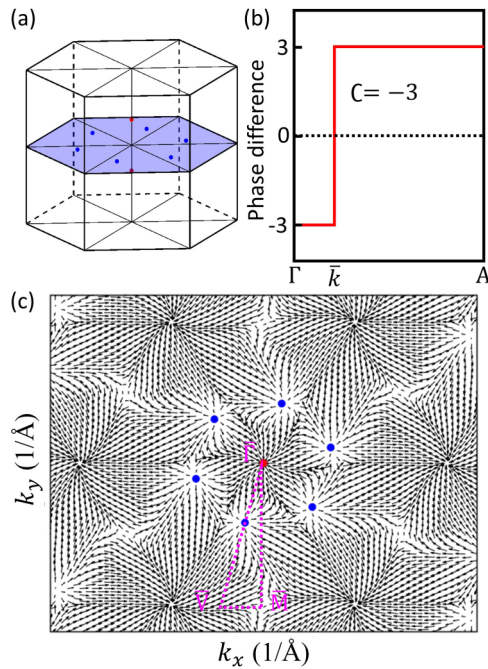 (a)
(b)
Phase difference
3
0
-3
C= −3
Γ
k̄
A
(c)
k_y (1/Å)
Γ̄
V̄
M̄
k_x (1/Å)